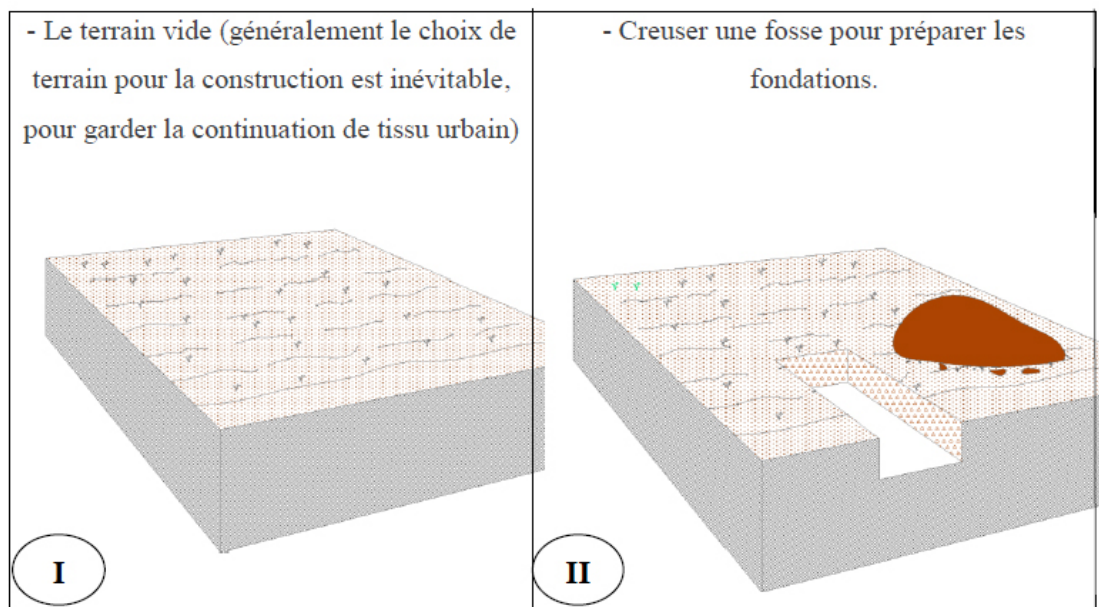 - Le terrain vide (généralement le choix de
terrain pour la construction est inévitable,
pour garder la continuation de tissu urbain)
I
- Creuser une fosse pour préparer les
fondations.
II